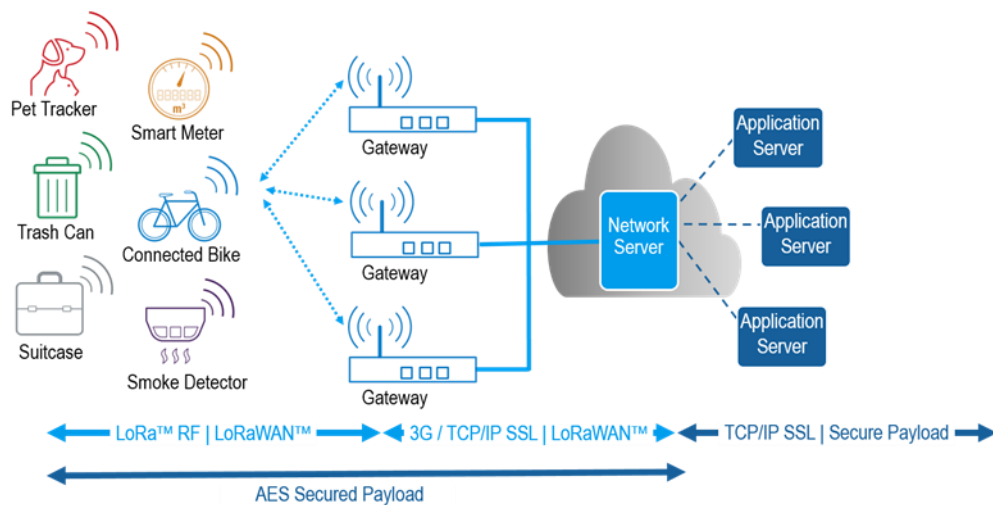 Pet Tracker
888888
m³
Smart Meter
Trash Can
Connected Bike
Suitcase
Smoke Detector
Gateway
Gateway
Gateway
Network
Server
Application
Server
Application
Server
Application
Server
LoRa™ RF | LoRaWAN™
3G / TCP/IP SSL | LoRaWAN™
TCP/IP SSL | Secure Payload
AES Secured Payload